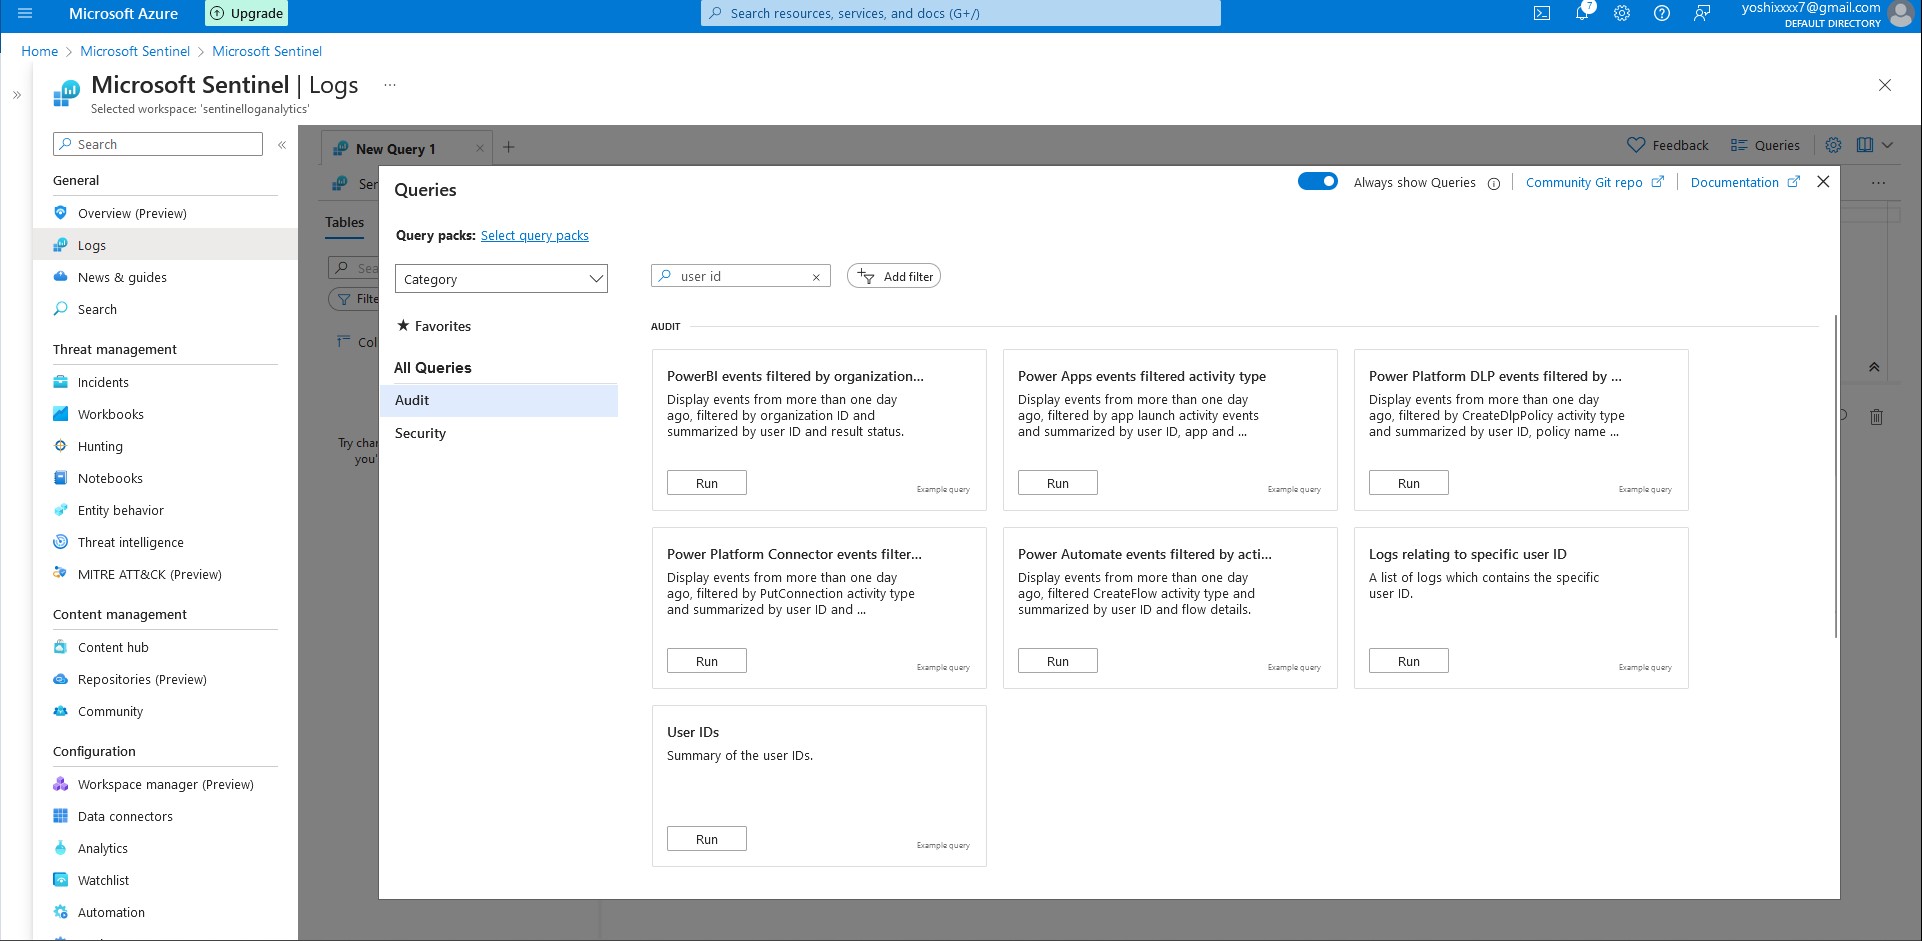 Microsoft Azure
Upgrade
Search resources, services, and docs (G+/)
7
yoshixxxx7@gmail.com
DEFAULT DIRECTORY
Home > Microsoft Sentinel > Microsoft Sentinel
Microsoft Sentinel | Logs ...
Selected workspace: 'sentinelloganalytics'
Search
General
Overview (Preview)
Logs
News & guides
Search
Threat management
Incidents
Workbooks
Hunting
Notebooks
Entity behavior
Threat intelligence
MITRE ATT&CK (Preview)
Content management
Content hub
Repositories (Preview)
Community
Configuration
Workspace manager (Preview)
Data connectors
Analytics
Watchlist
Automation
New Query 1
Feedback
Queries
Ser
Tables
Sea
Filte
Col
Try char
you'
Queries
Always show Queries
Community Git repo
Documentation
Query packs: Select query packs
Category
user id
Add filter
Favorites
All Queries
Audit
Security
AUDIT
PowerBI events filtered by organization...
Display events from more than one day
ago, filtered by organization ID and
summarized by user ID and result status.
Run
Example query
Power Apps events filtered activity type
Display events from more than one day
ago, filtered by app launch activity events
and summarized by user ID, app and ...
Run
Example query
Power Platform DLP events filtered by ...
Display events from more than one day
ago, filtered by CreateDlpPolicy activity type
and summarized by user ID, policy name ...
Run
Example query
Power Platform Connector events filter...
Display events from more than one day
ago, filtered by PutConnection activity type
and summarized by user ID and ...
Run
Example query
Power Automate events filtered by acti...
Display events from more than one day
ago, filtered CreateFlow activity type and
summarized by user ID and flow details.
Run
Example query
Logs relating to specific user ID
A list of logs which contains the specific
user ID.
Run
Example query
User IDs
Summary of the user IDs.
Run
Example query